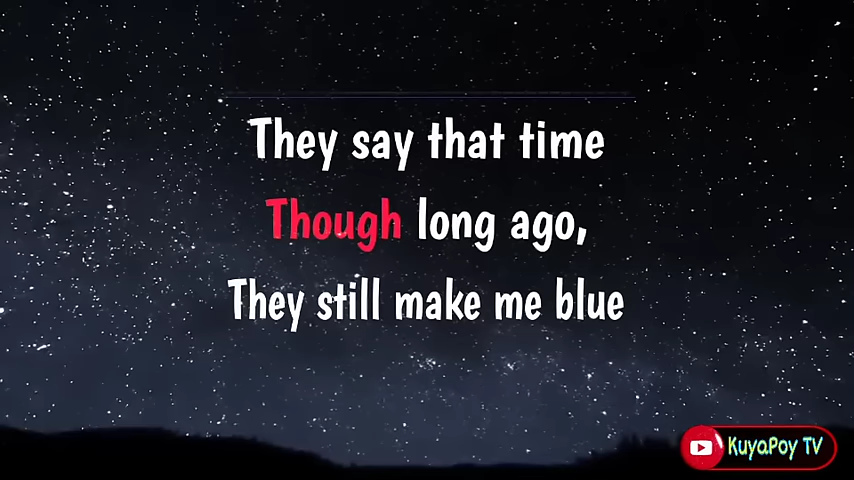 They say that time
Though long ago,
They still make me blue
KuyaPoy TV